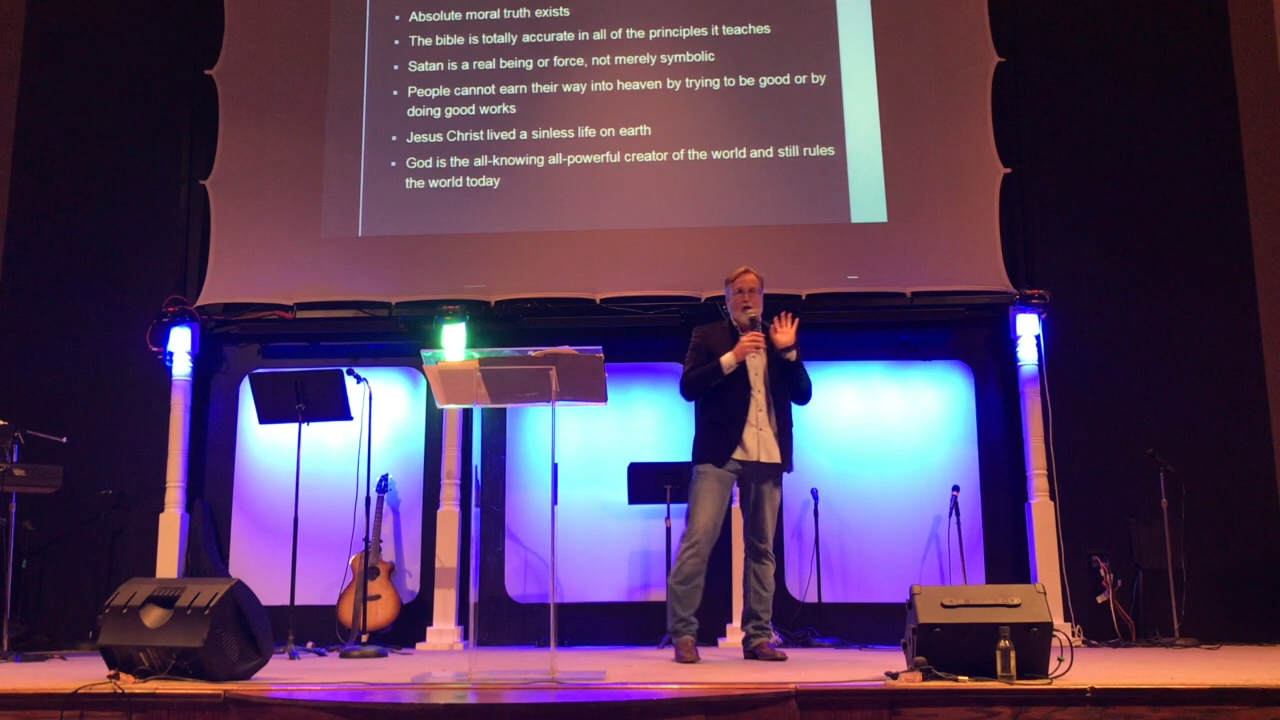 ▪ Absolute moral truth exists
▪ The bible is totally accurate in all of the principles it teaches
▪ Satan is a real being or force, not merely symbolic
▪ People cannot earn their way into heaven by trying to be good or by
doing good works
▪ Jesus Christ lived a sinless life on earth
▪ God is the all-knowing all-powerful creator of the world and still rules
the world today